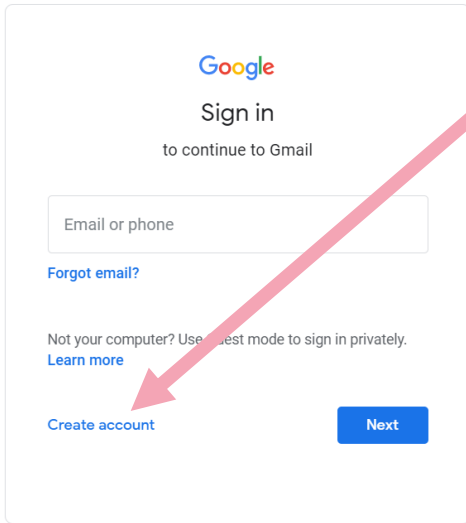 Google
Sign in
to continue to Gmail
Email or phone
Forgot email?
Not your computer? Use est mode to sign in privately.
Learn more
Create account
Next